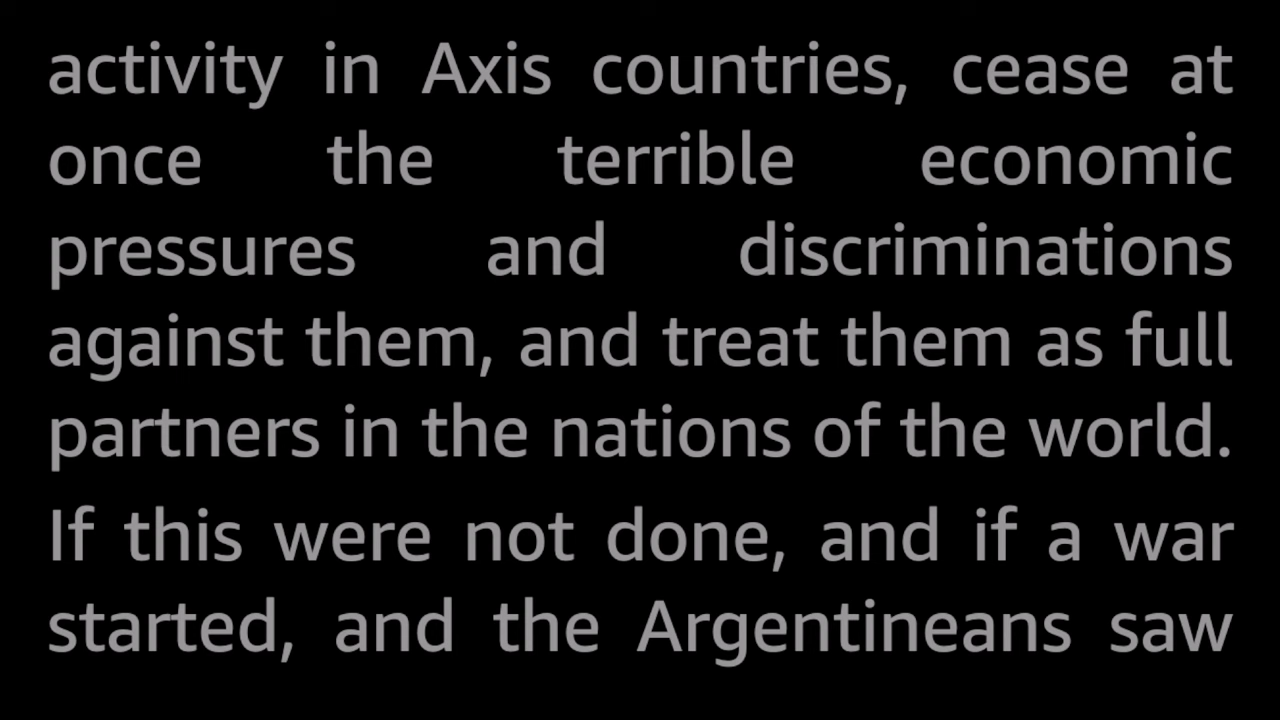 activity in Axis countries, cease at
once the terrible economic
pressures and discriminations
against them, and treat them as full
partners in the nations of the world.
If this were not done, and if a war
started, and the Argentineans saw